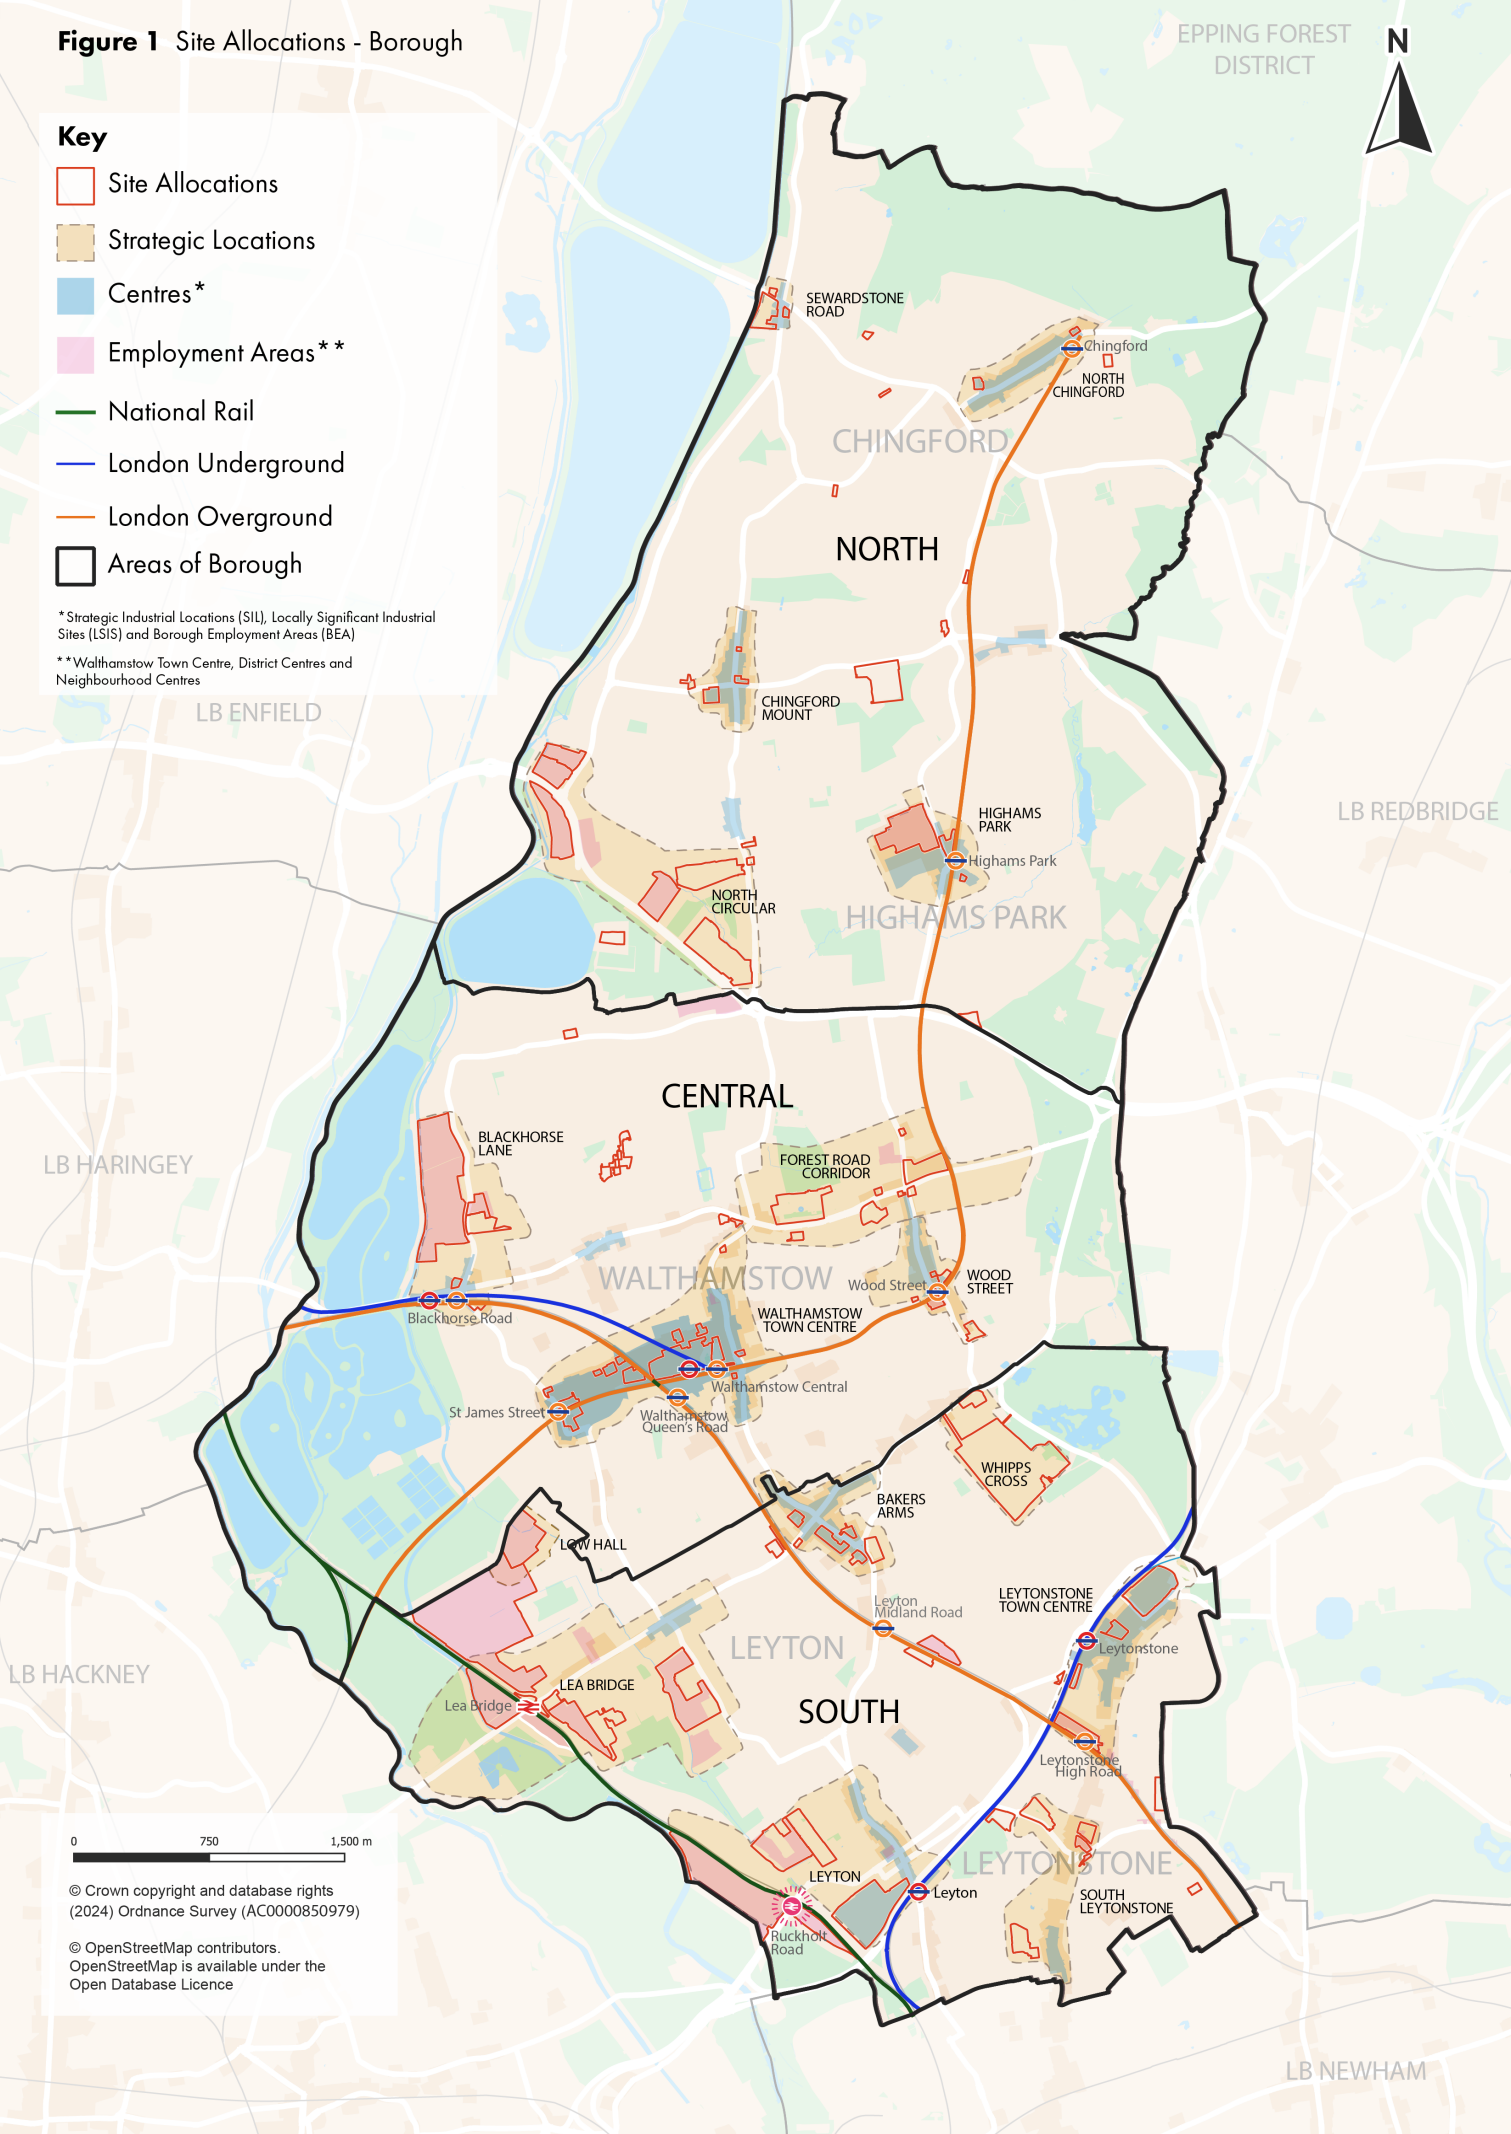 Figure 1 Site Allocations - Borough
EPPING FOREST
DISTRICT
N
Key
Site Allocations
Strategic Locations
Centres*
Employment Areas**
National Rail
London Underground
London Overground
Areas of Borough
*Strategic Industrial Locations (SIL), Locally Significant Industrial
Sites (LSIS) and Borough Employment Areas (BEA)
**Walthamstow Town Centre, District Centres and
Neighbourhood Centres
LB ENFIELD
SEWARDSTONE
ROAD
Chingford
NORTH
CHINGFORD
CHINGFORD
NORTH
CHINGFORD
MOUNT
HIGHAMS
PARK
Highams Park
LB REDBRIDGE
NORTH
CIRCULAR
HIGHAMS PARK
CENTRAL
BLACKHORSE
LANE
LB HARINGEY
FOREST ROAD
CORRIDOR
WALTHAMSTOW
Wood Street
WOOD
STREET
Blackhorse Road
WALTHAMSTOW
TOWN CENTRE
Walthamstow Central
St James Street
Walthamstow
Queen's Road
WHIPPS
CROSS
BAKERS
ARMS
LOW HALL
LEYTONSTONE
TOWN CENTRE
Leyton
Midland Road
LEYTON
Leytonstone
LB HACKNEY
LEA BRIDGE
Lea Bridge
SOUTH
Leytonstone
High Road
LEYTONSTONE
LEYTON
Leyton
SOUTH
LEYTONSTONE
Ruckholt
Road
0 750 1,500 m
© Crown copyright and database rights
(2024) Ordnance Survey (AC0000850979)
© OpenStreetMap contributors.
OpenStreetMap is available under the
Open Database Licence
LB NEWHAM